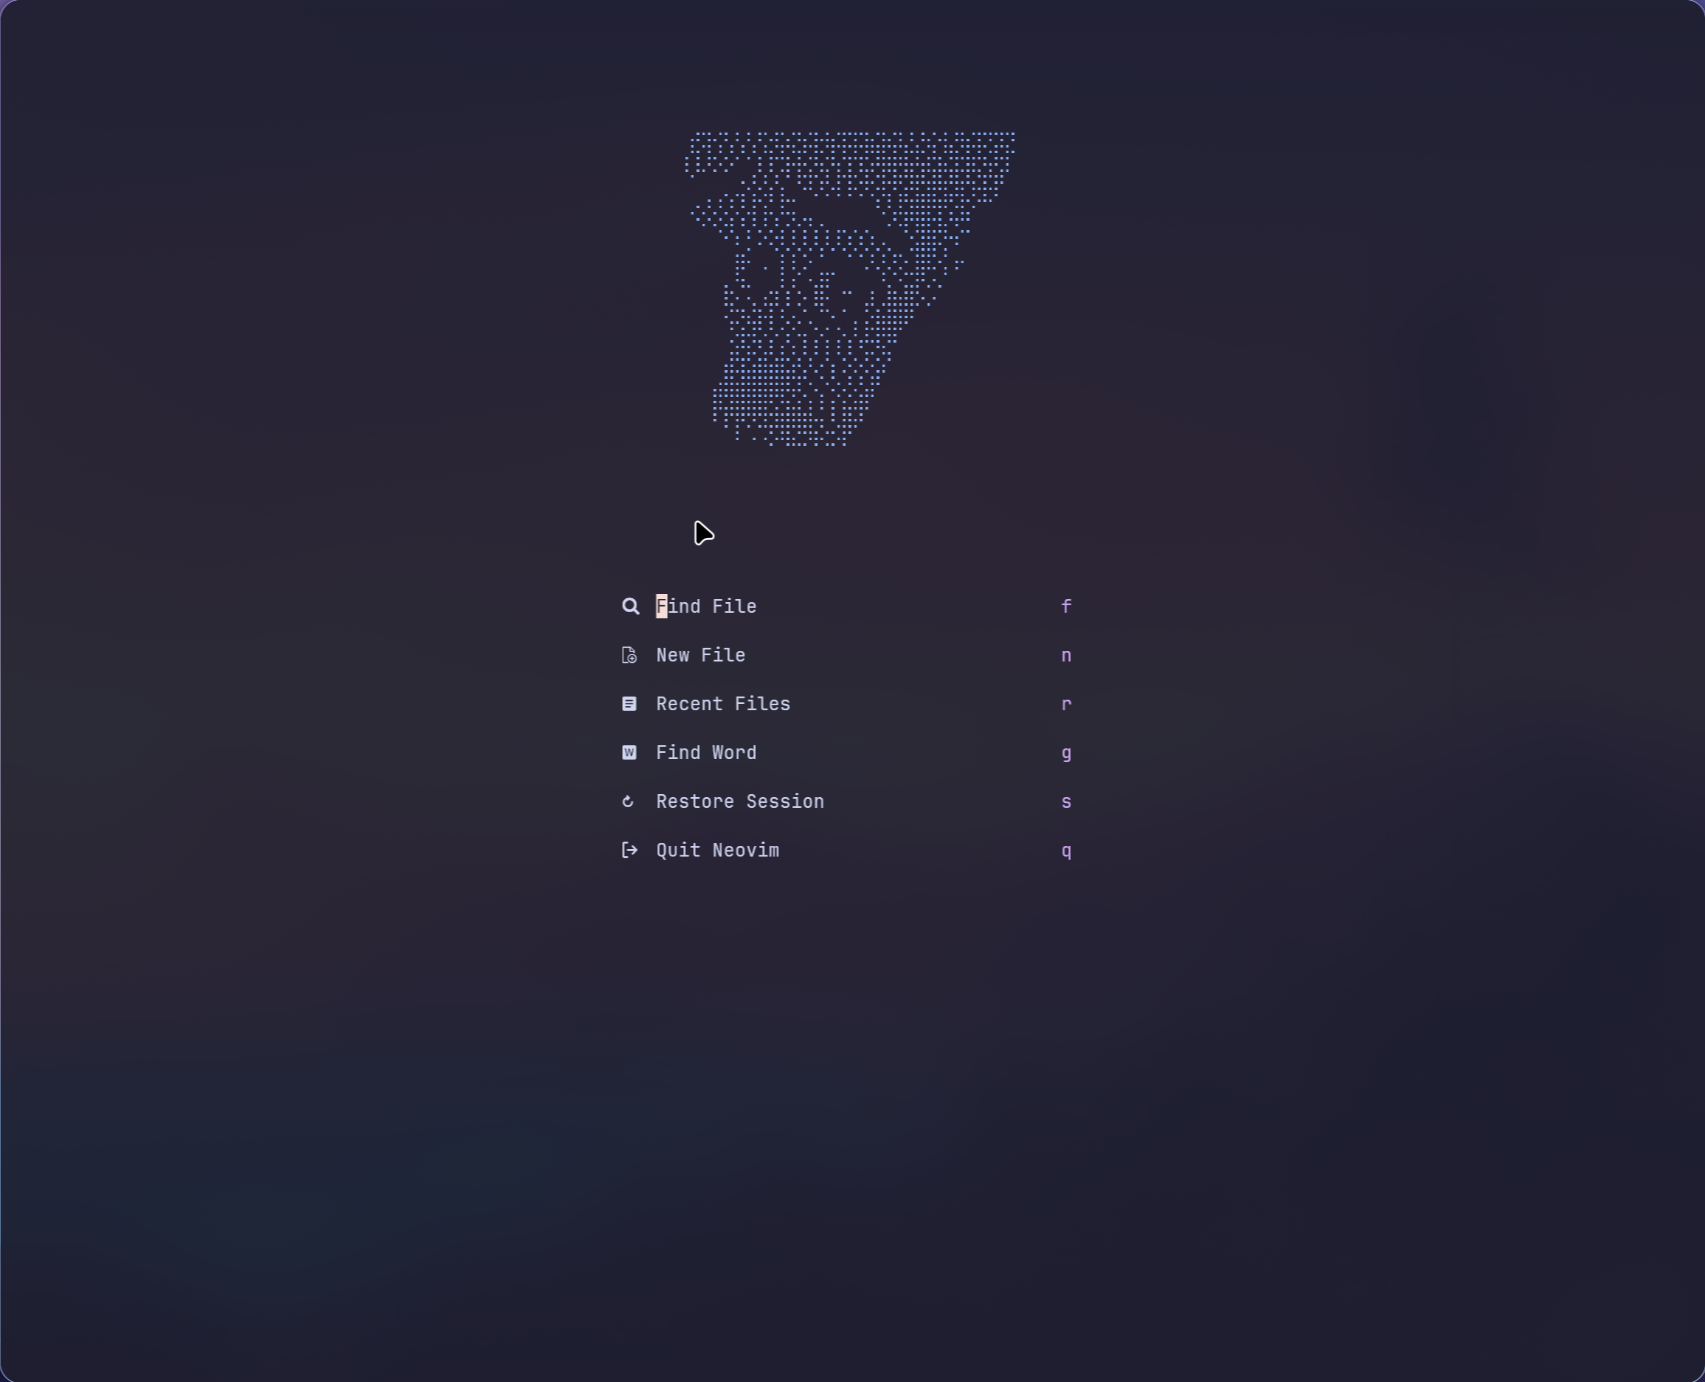 Find File f
New File n
Recent Files r
W Find Word g
Restore Session s
Quit Neovim q